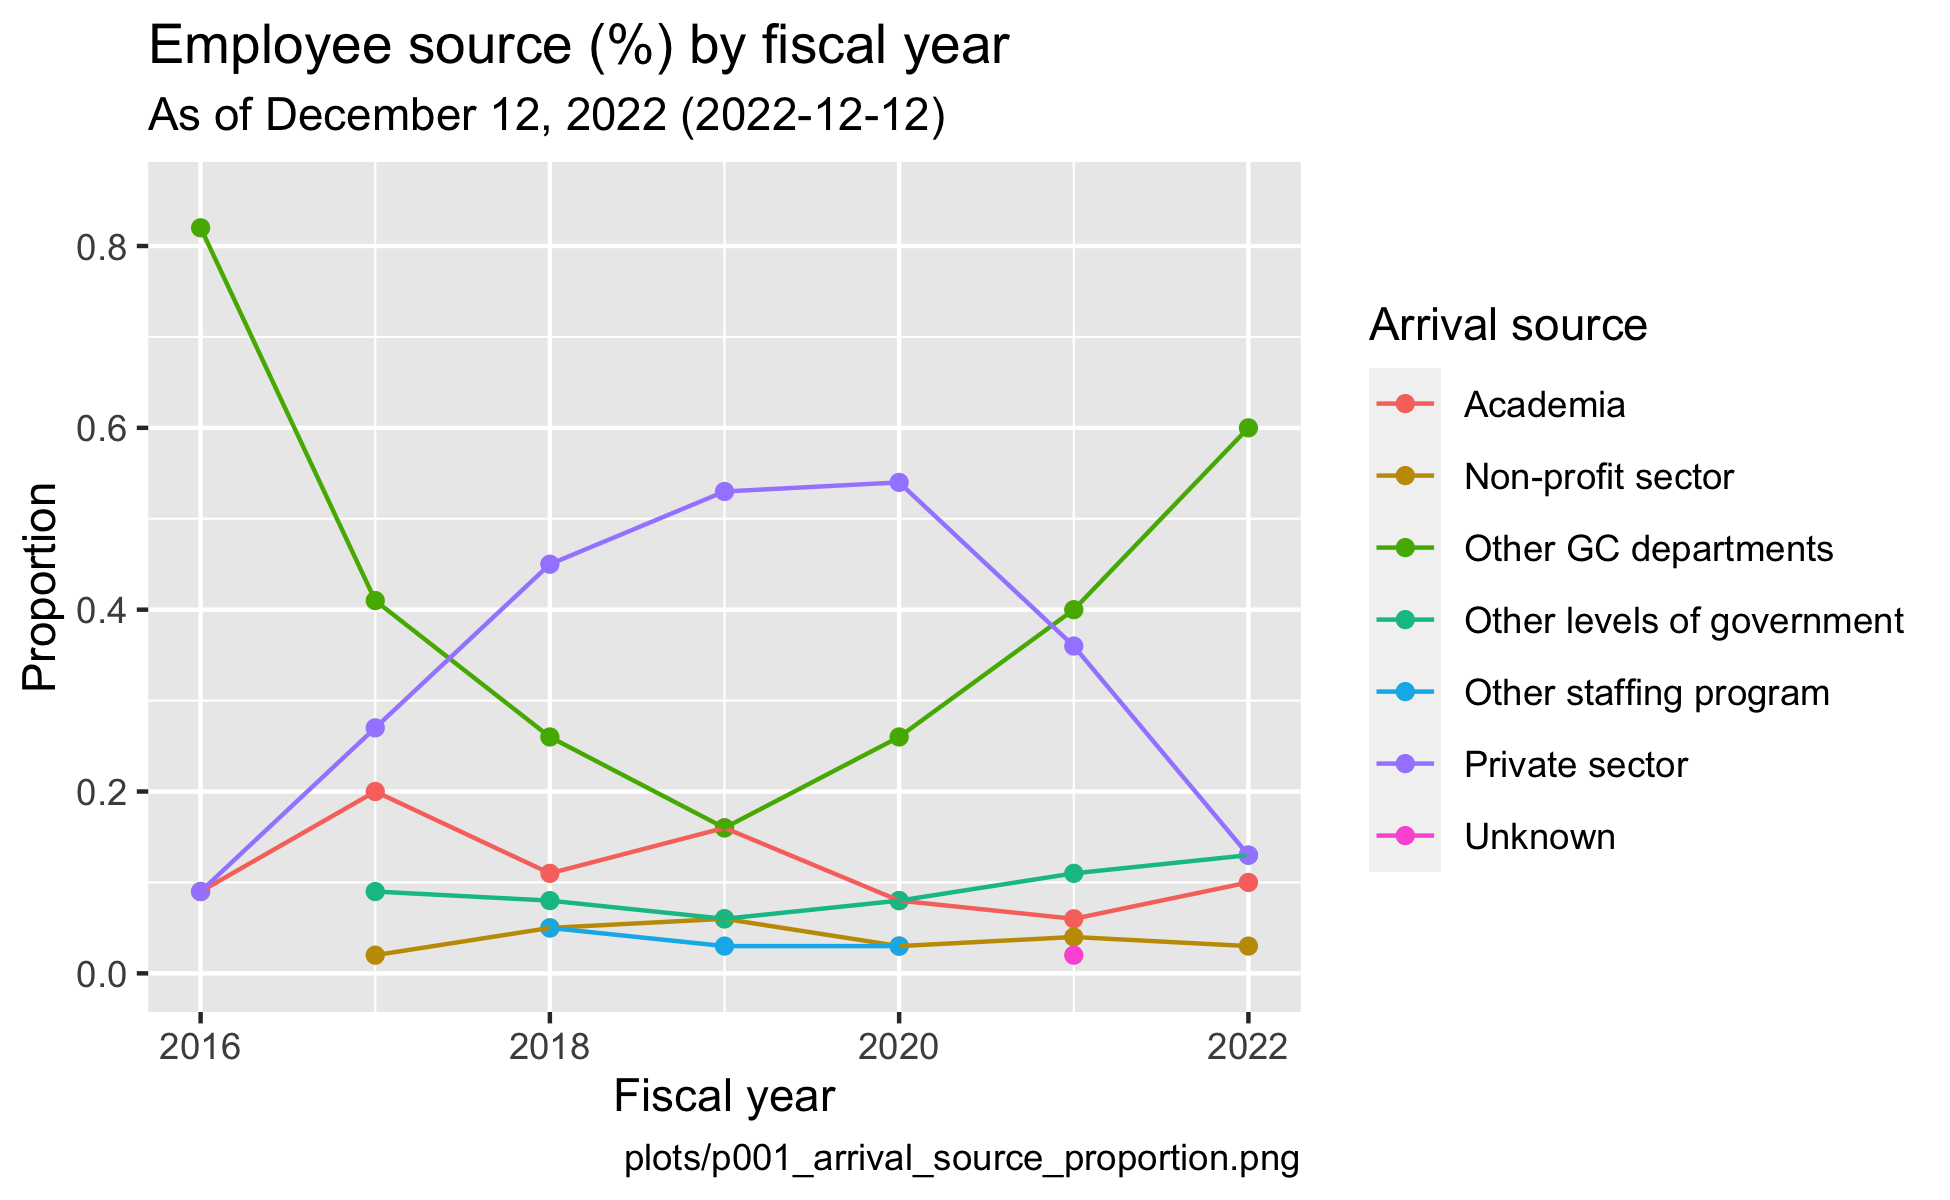 Employee source (%) by fiscal year
As of December 12, 2022 (2022-12-12)
Proportion
0.8
0.6
0.4
0.2
0.0
2016 2018 2020 2022
Fiscal year
Arrival source
Academia
Non-profit sector
Other GC departments
Other levels of government
Other staffing program
Private sector
Unknown
plots/p001_arrival_source_proportion.png